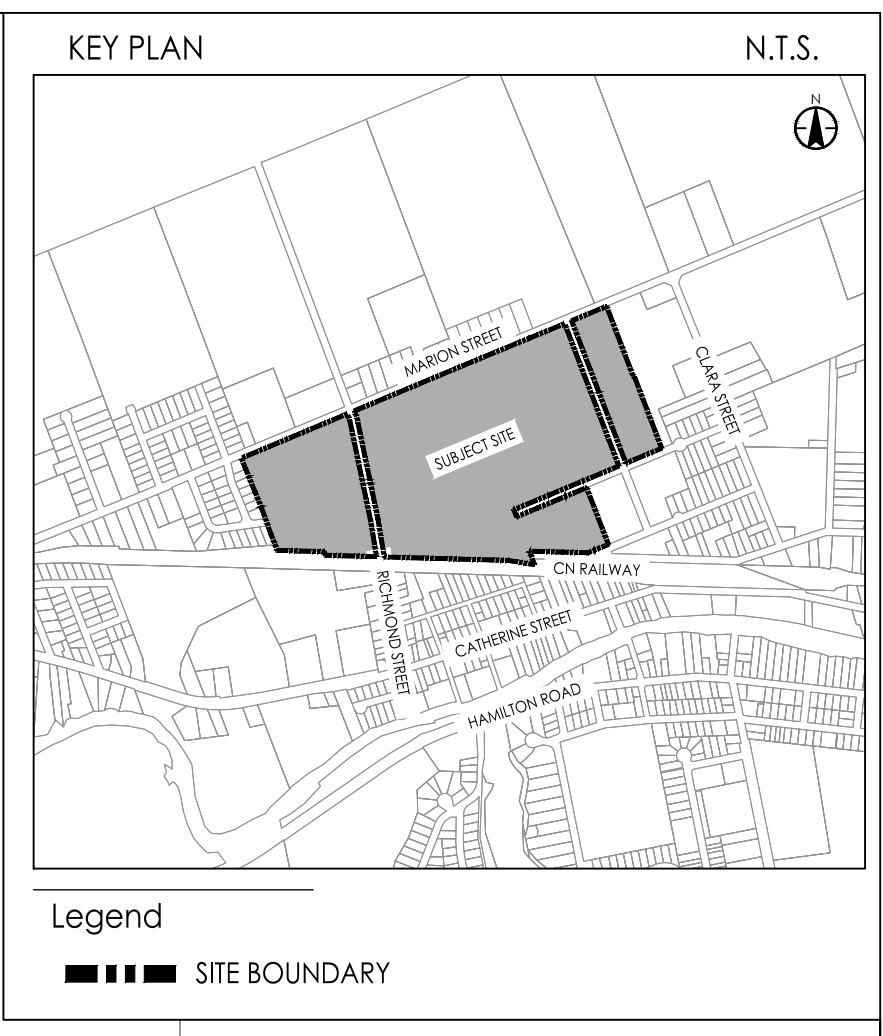 KEY PLAN
N.T.S.
N
MARION STREET
CLARA STREET
SUBJECT SITE
CN RAILWAY
RICHMOND STREET
CATHERINE STREET
HAMILTON ROAD
Legend
SITE BOUNDARY